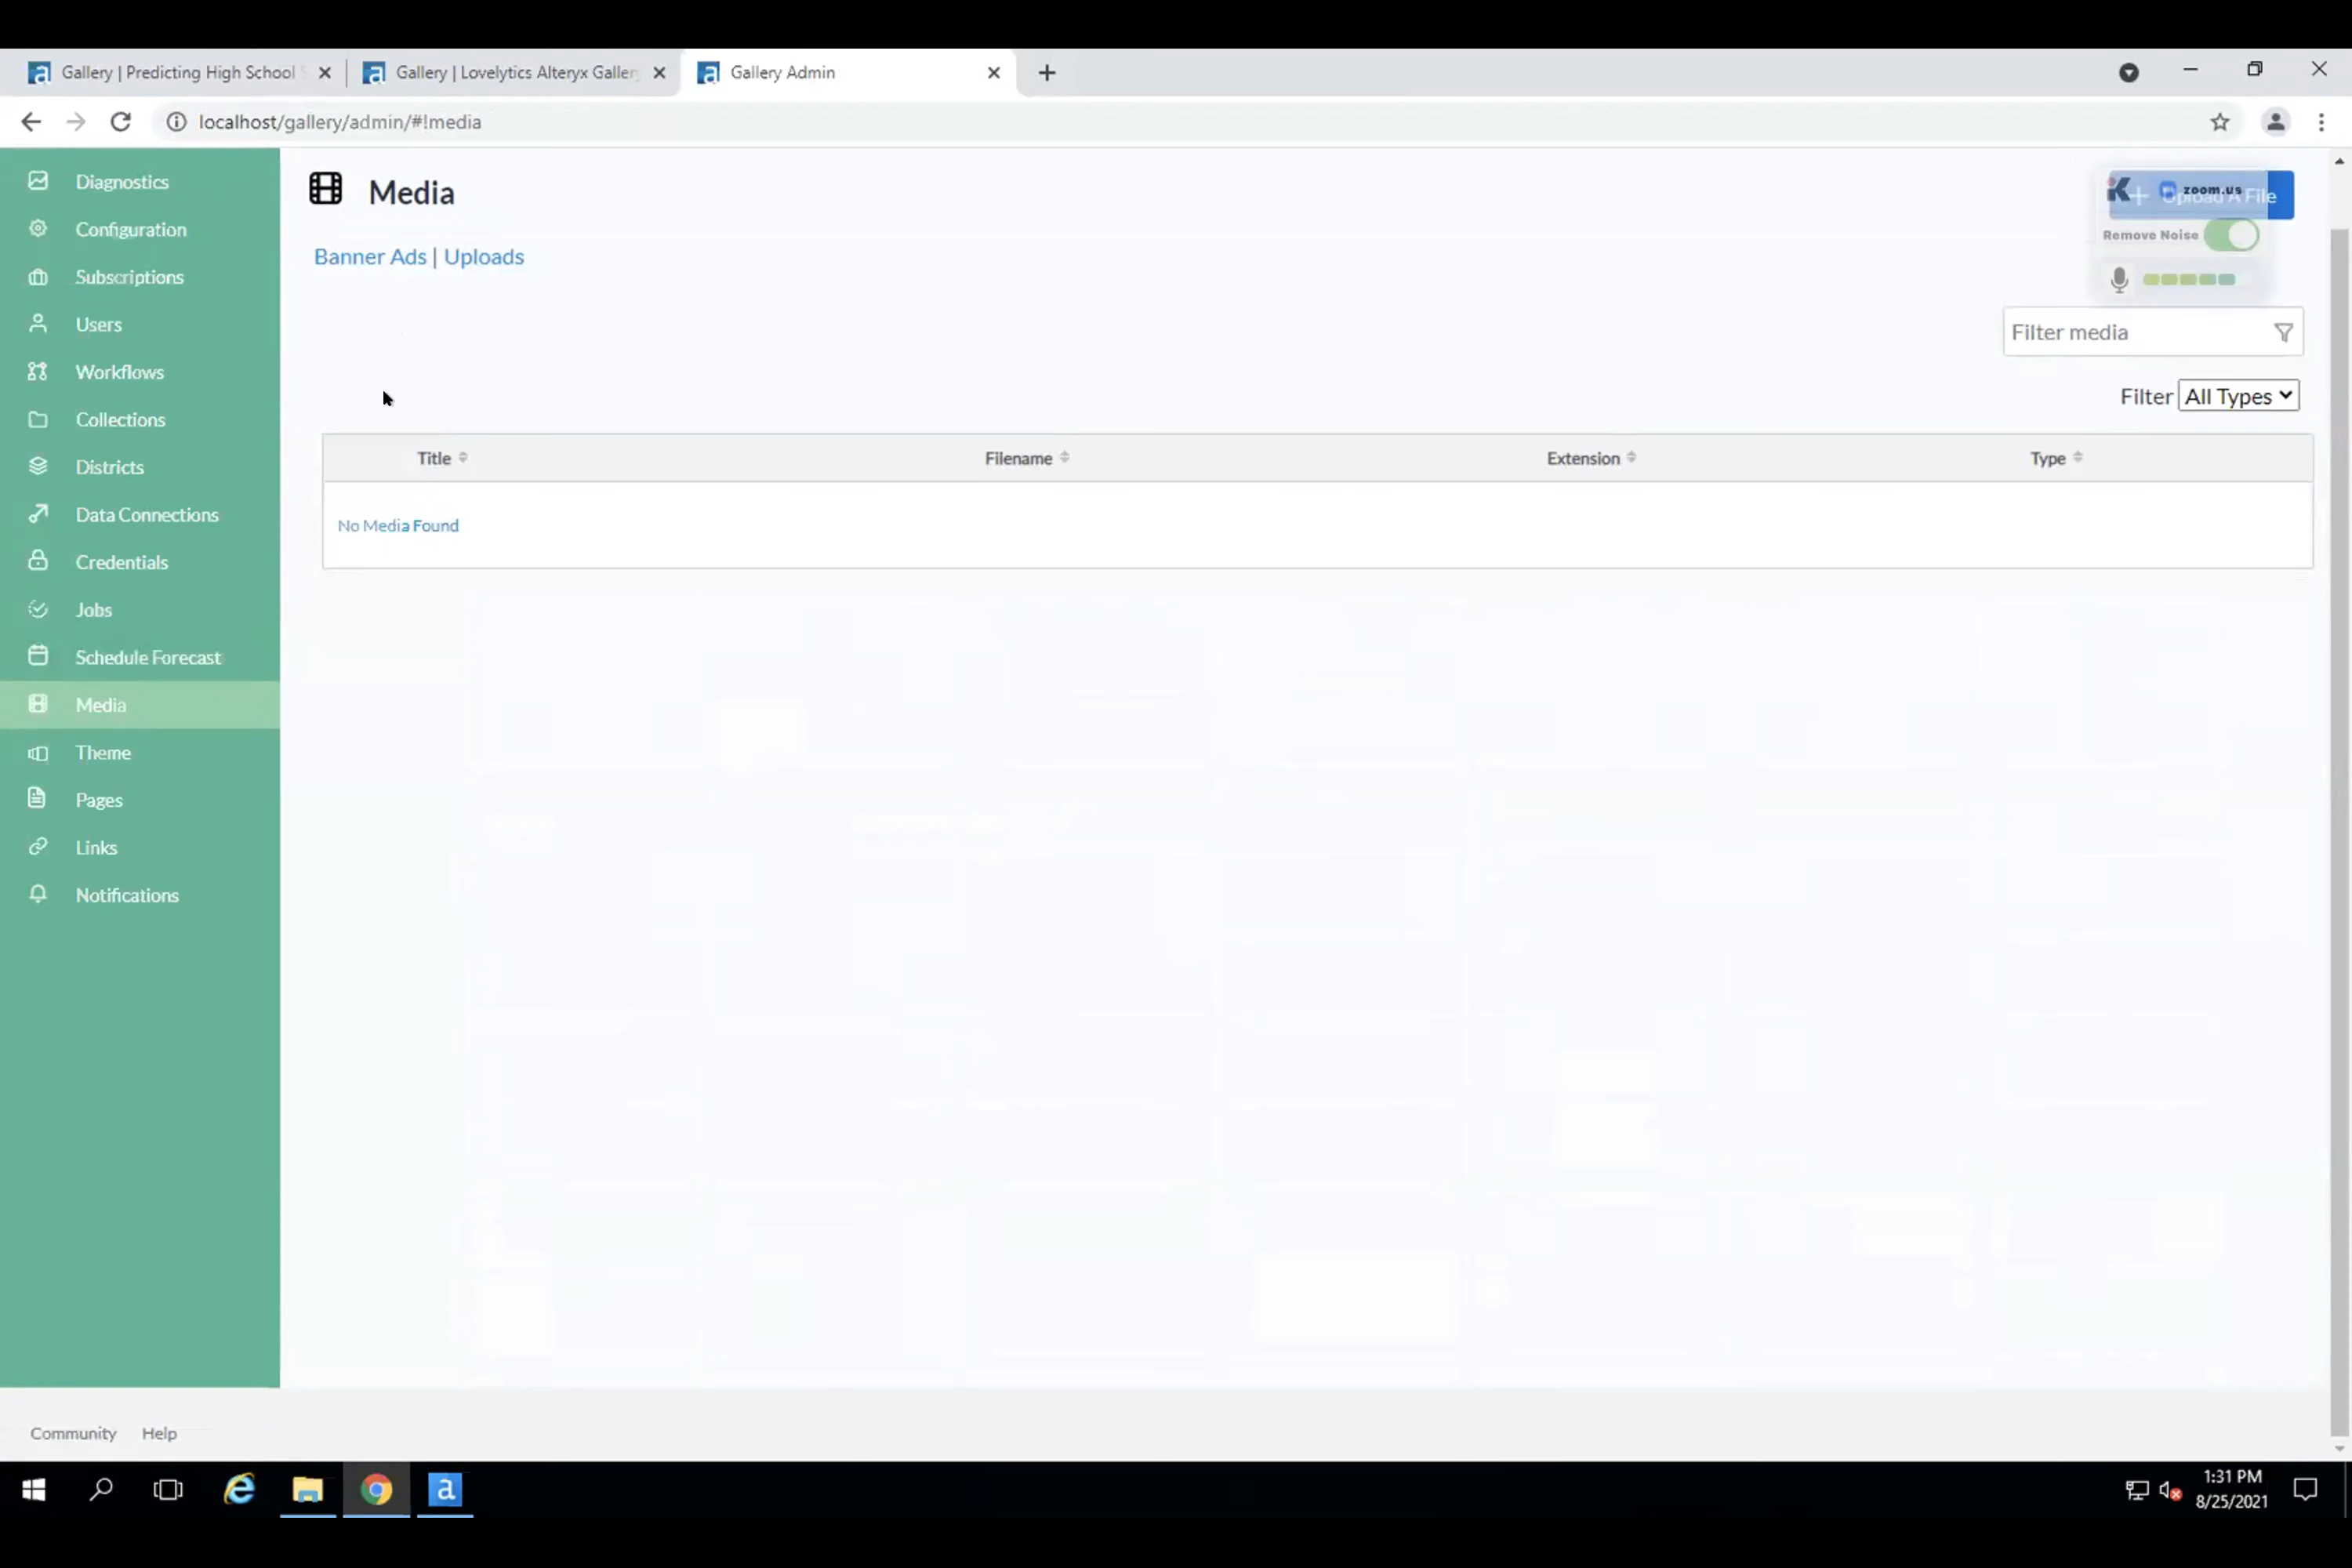 Gallery | Predicting High School
Gallery | Lovelytics Alteryx Gallery
Gallery Admin
localhost/gallery/admin/#!media
Diagnostics
Configuration
Subscriptions
Users
Workflows
Collections
Districts
Data Connections
Credentials
Jobs
Schedule Forecast
Media
Theme
Pages
Links
Notifications
Media
Upload A File
zoom.us
Remove Noise
Banner Ads | Uploads
Filter media
Filter All Types
Title Filename Extension Type
No Media Found
Community Help
1:31 PM
8/25/2021